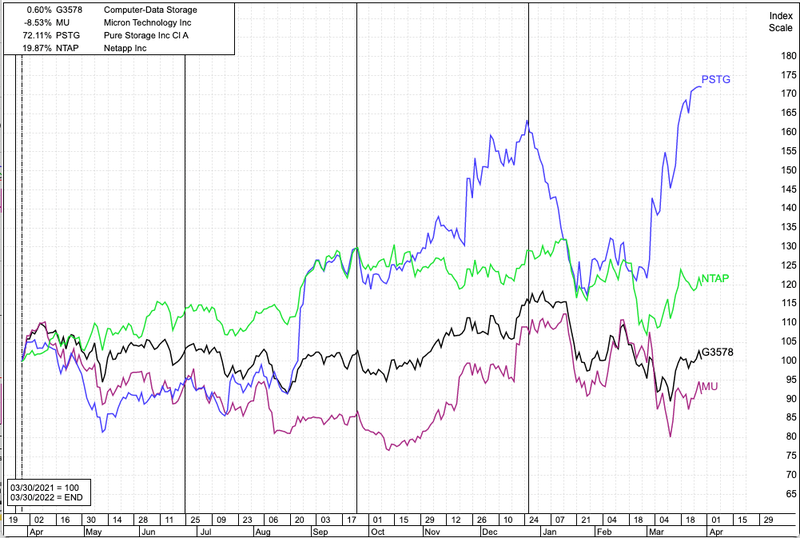 0.60% G3578 Computer-Data Storage
-8.53% MU Micron Technology Inc
72.11% PSTG Pure Storage Inc Cl A
19.87% NTAP Netapp Inc
Index
Scale
180
175
170
165
160
155
150
145
140
135
130
125
120
115
110
105
100
95
90
85
80
75
70
65
PSTG
NTAP
G3578
MU
03/30/2021 = 100
03/30/2022 = END
19 02 16 30 14 28 11 25 09 23 06 20 03 17 01 15 29 12 26 10 24 07 21 04 18 04 18 01 15 29
Apr May Jun Jul Aug Sep Oct Nov Dec Jan Feb Mar Apr